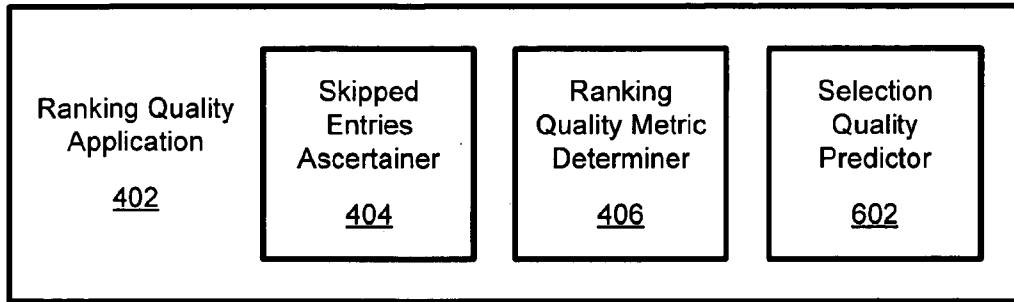 Ranking Quality
Application
402
Skipped
Entries
Ascertainer
404
Ranking
Quality Metric
Determiner
406
Selection
Quality
Predictor
602